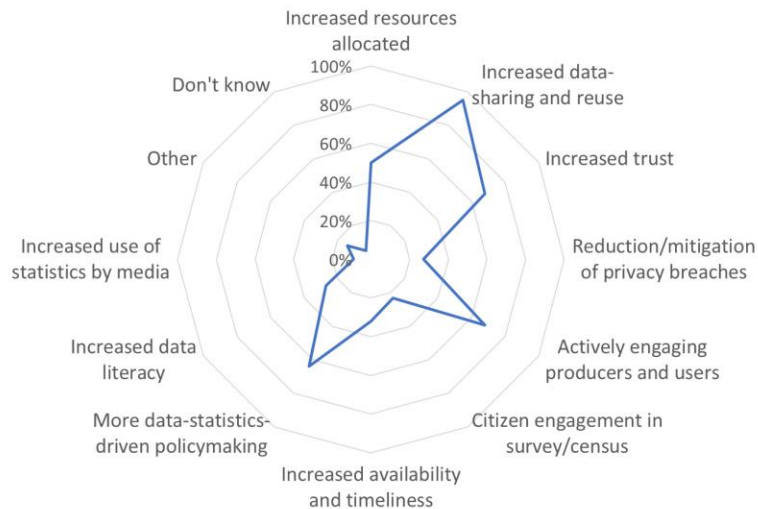 Increased resources
allocated
Increased data-
sharing and reuse
Increased trust
Reduction/mitigation
of privacy breaches
Actively engaging
producers and users
Citizen engagement in
survey/census
Increased availability
and timeliness
More data-statistics-
driven policymaking
Increased data
literacy
Increased use of
statistics by media
Other
Don't know
100%
80%
60%
40%
20%
0%